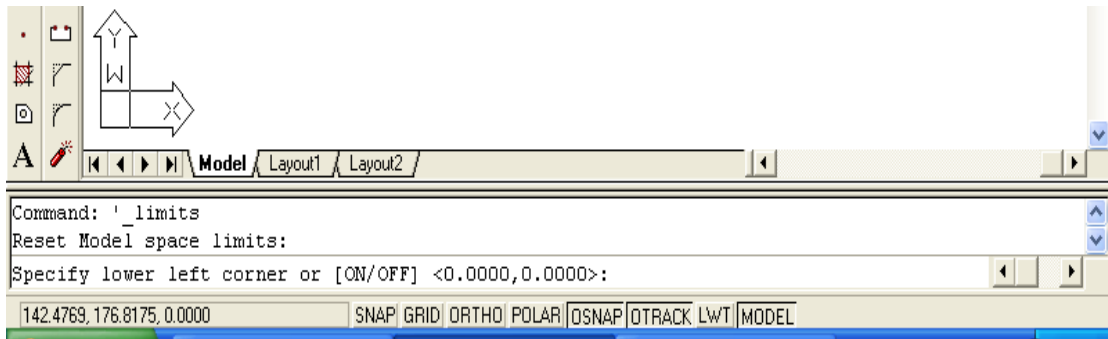 Y
W
X
A
Model Layout1 Layout2
Command: '_limits
Reset Model space limits:
Specify lower left corner or [ON/OFF] <0.0000,0.0000>:
142.4769, 176.8175, 0.0000 SNAP GRID ORTHO POLAR OSNAP OTRACK LWT MODEL